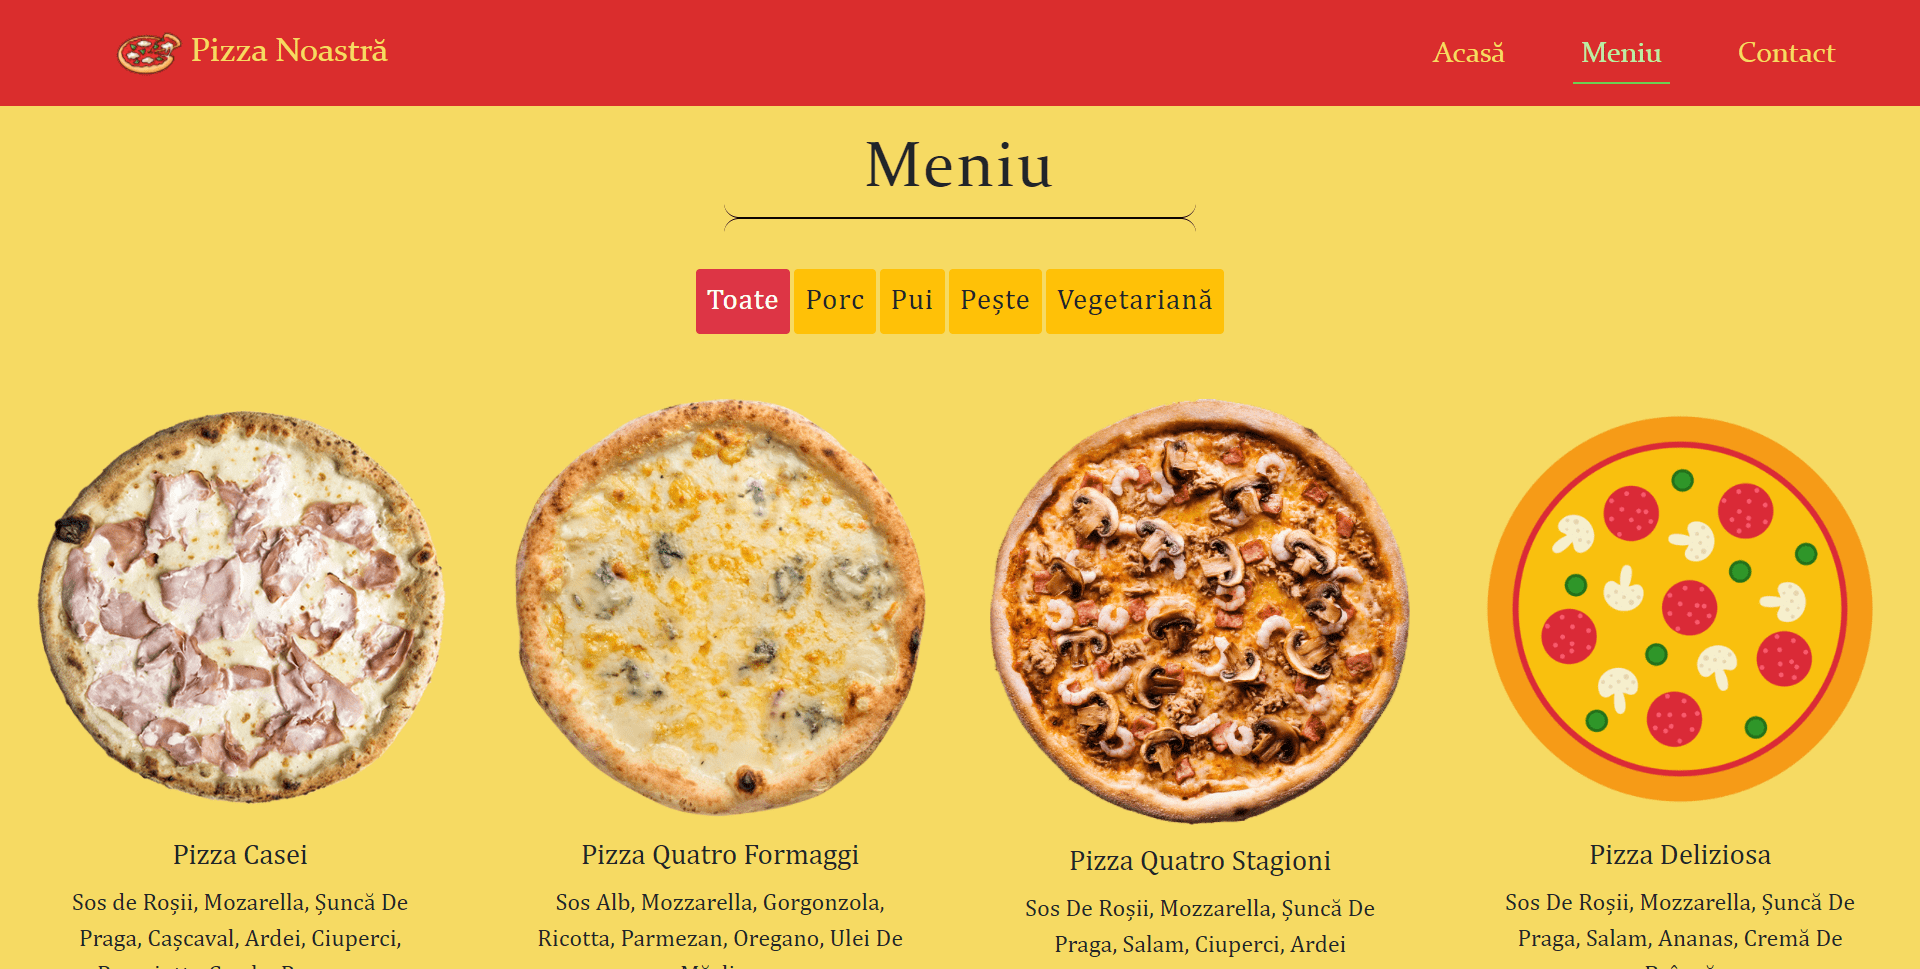 Pizza Noastră
Acasă
Meniu
Contact
Meniu
Toate
Porc
Pui
Pește
Vegetariană
Pizza Casei
Sos de Roșii, Mozarella, Șuncă De
Praga, Cașcaval, Ardei, Ciuperci,
Pizza Quatro Formaggi
Sos Alb, Mozzarella, Gorgonzola,
Ricotta, Parmezan, Oregano, Ulei De
Pizza Quatro Stagioni
Sos De Roșii, Mozzarella, Șuncă De
Praga, Salam, Ciuperci, Ardei
Pizza Deliziosa
Sos De Roșii, Mozzarella, Șuncă De
Praga, Salam, Ananas, Cremă De